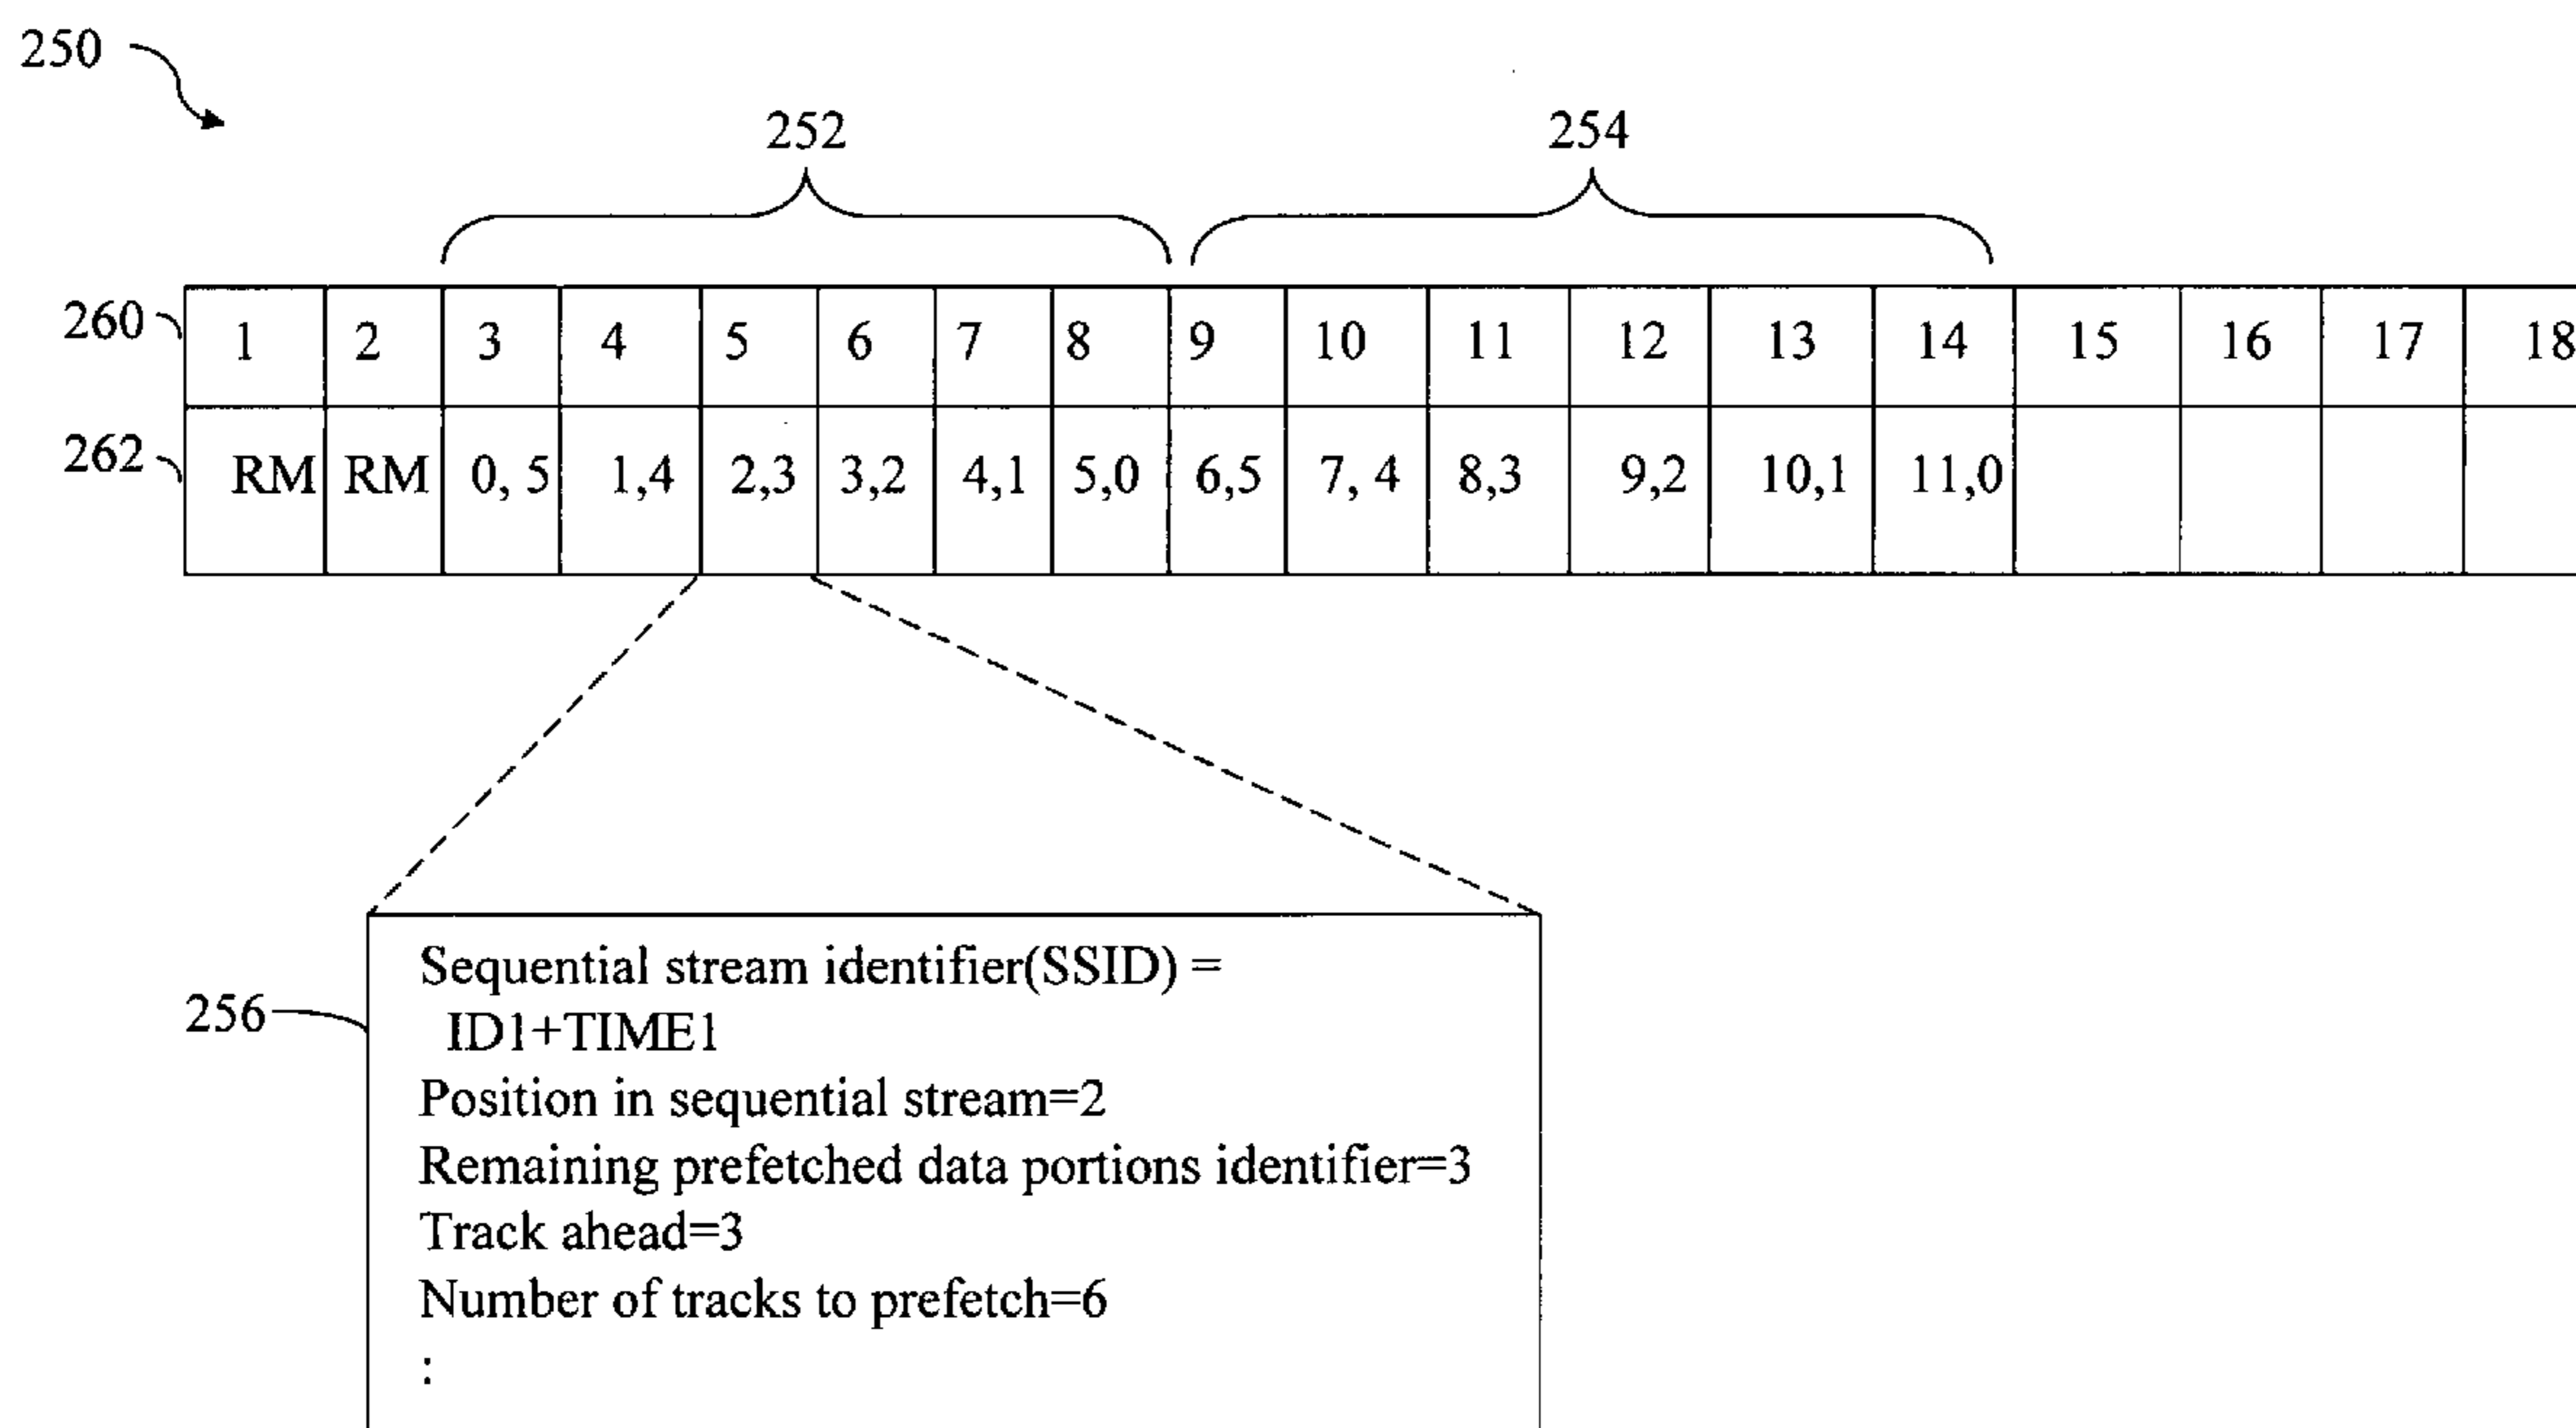 250
252 254
260 1 2 3 4 5 6 7 8 9 10 11 12 13 14 15 16 17 18
262 RM RM 0, 5 1,4 2,3 3,2 4,1 5,0 6,5 7, 4 8,3 9,2 10,1 11,0
Sequential stream identifier(SSID) =
256 ID1+TIME1
Position in sequential stream=2
Remaining prefetched data portions identifier=3
Track ahead=3
Number of tracks to prefetch=6
: